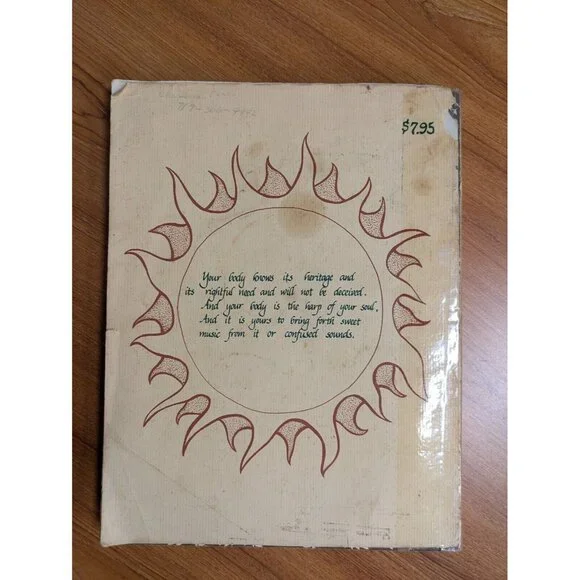 $7.95
Your body knows its heritage and
its rightful need and will not be deceived.
And your body is the harp of your soul,
And it is yours to bring forth sweet
music from it or confused sounds.